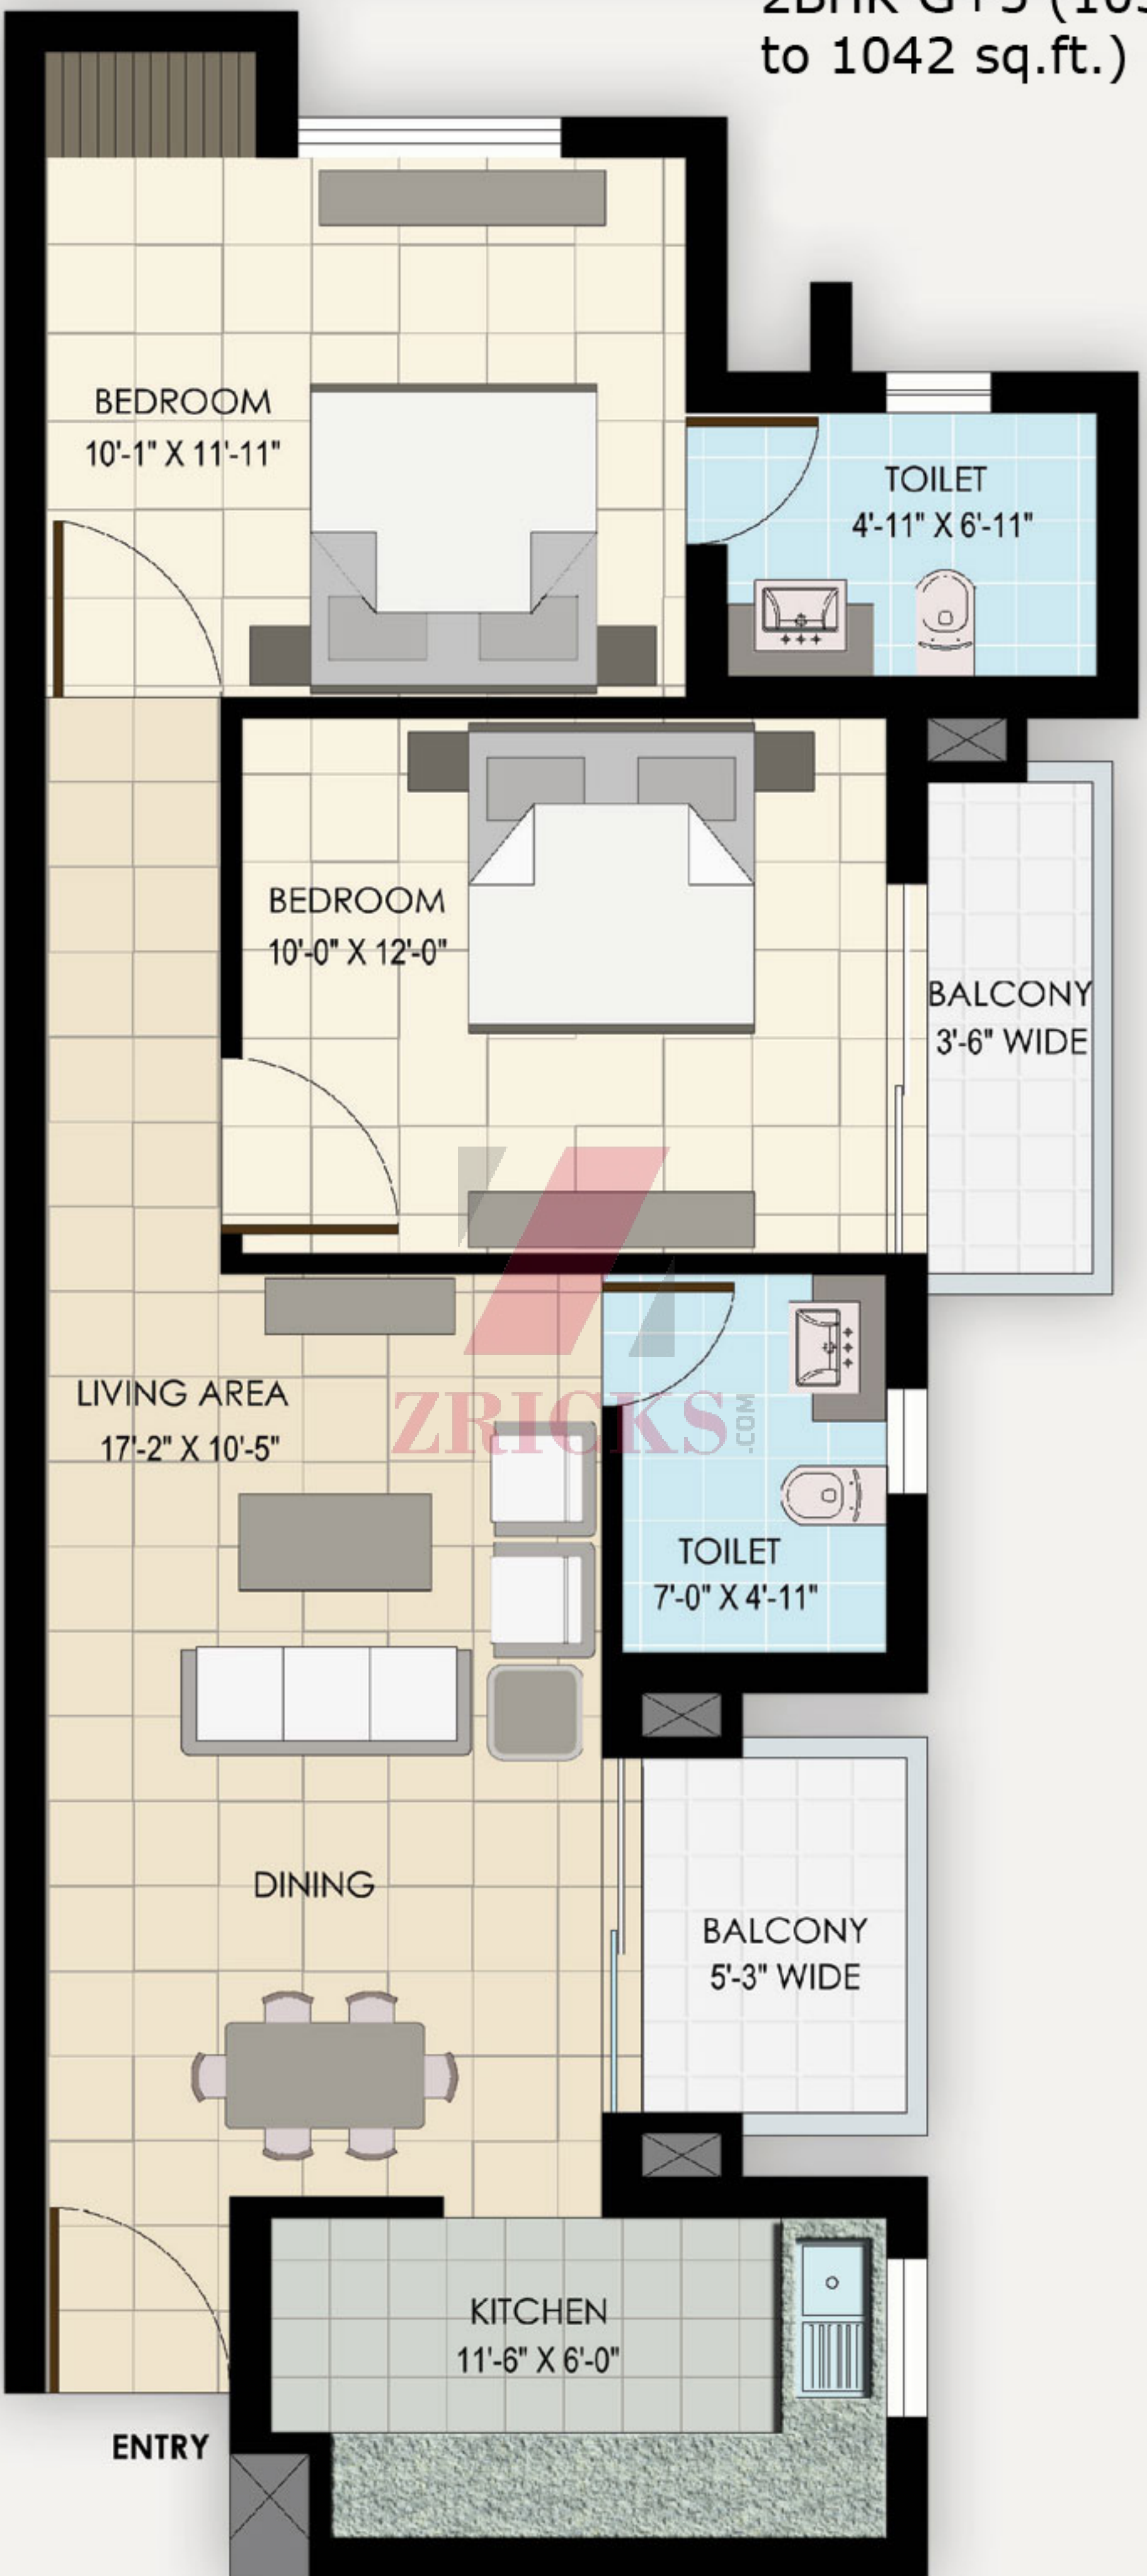 to 1042 sq.ft.)
BEDROOM
10'-1" X 11'-11"
TOILET
4'-11" X 6'-11"
BEDROOM
10'-0" X 12'-0"
BALCONY
3'-6" WIDE
LIVING AREA
17'-2" X 10'-5"
ZRICKS.COM
TOILET
7'-0" X 4'-11"
DINING
BALCONY
5'-3" WIDE
KITCHEN
11'-6" X 6'-0"
ENTRY